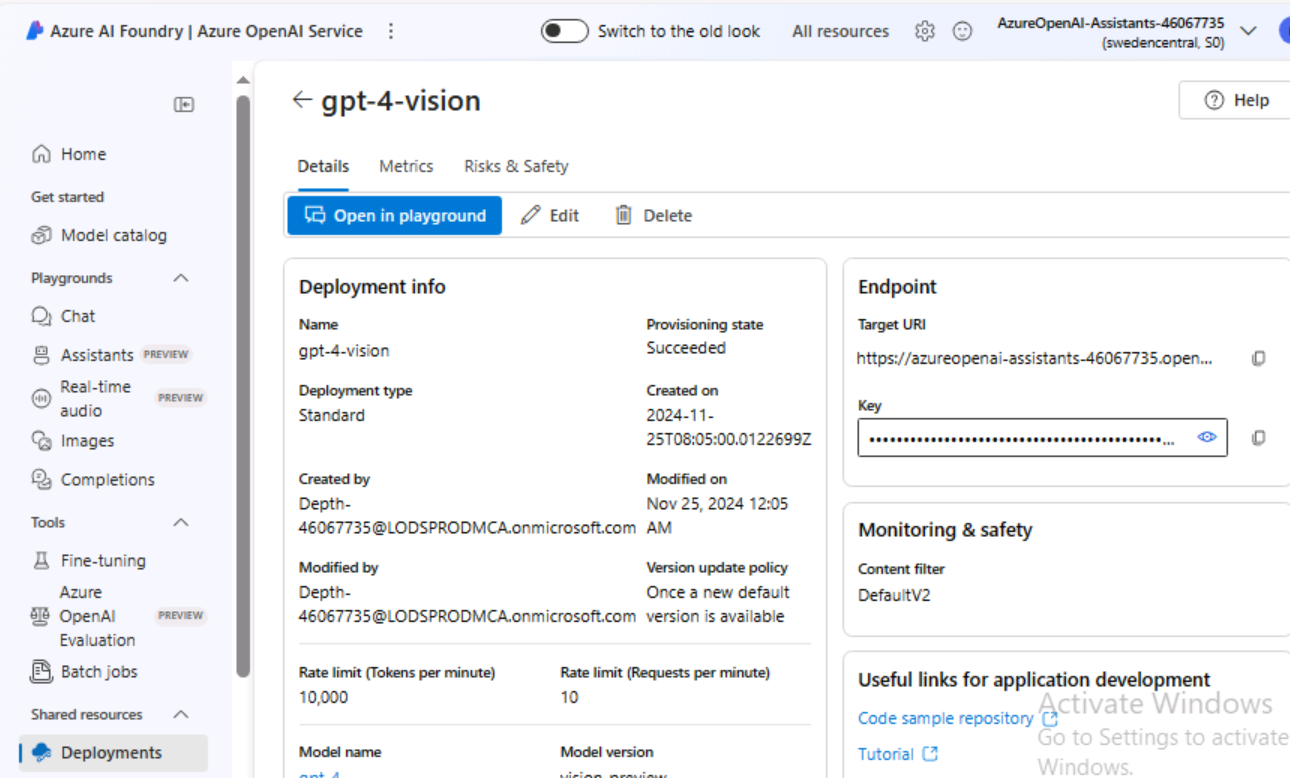 Azure AI Foundry | Azure OpenAI Service
Switch to the old look
All resources
AzureOpenAI-Assistants-46067735
(swedencentral, S0)
Home
Get started
Model catalog
Playgrounds
Chat
Assistants PREVIEW
Real-time
audio PREVIEW
Images
Completions
Tools
Fine-tuning
Azure
OpenAI PREVIEW
Evaluation
Batch jobs
Shared resources
Deployments
gpt-4-vision
Help
Details Metrics Risks & Safety
Open in playground Edit Delete
Deployment info
Name
gpt-4-vision
Provisioning state
Succeeded
Deployment type
Standard
Created on
2024-11-
25T08:05:00.0122699Z
Created by
Depth-
46067735@LODSPRODMCA.onmicrosoft.com
Modified on
Nov 25, 2024 12:05
AM
Modified by
Depth-
46067735@LODSPRODMCA.onmicrosoft.com
Version update policy
Once a new default
version is available
Rate limit (Tokens per minute)
10,000
Rate limit (Requests per minute)
10
Model name
gpt-4
Model version
vision-preview
Endpoint
Target URI
https://azureopenai-assistants-46067735.open...
Key
Monitoring & safety
Content filter
DefaultV2
Useful links for application development
Code sample repository
Tutorial
Activate Windows
Go to Settings to activate
Windows.